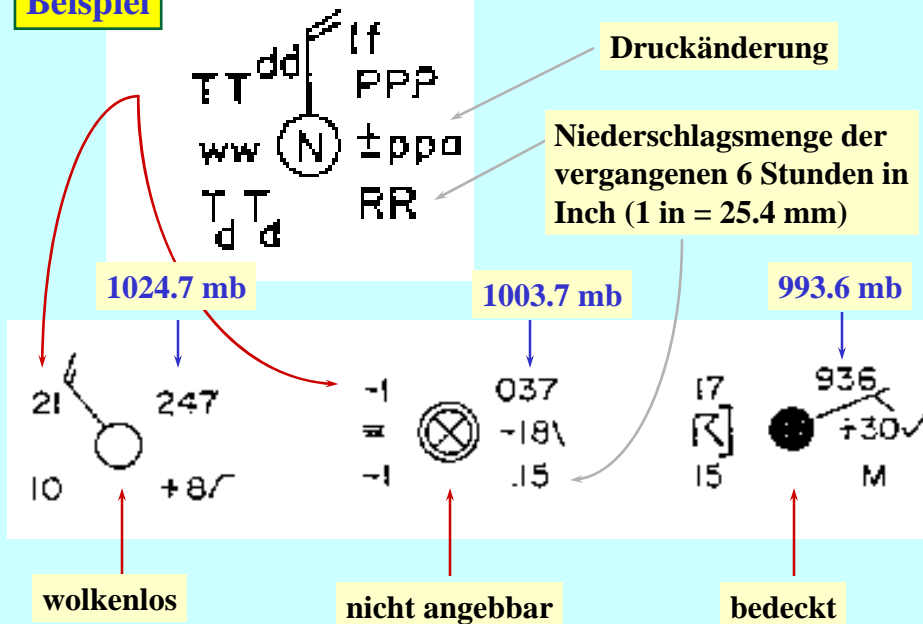 Beispiel
ff
dd
TT
PPP
Druckänderung
ww
N
±ppa
Niederschlagsmenge der
vergangenen 6 Stunden in
Inch (1 in = 25.4 mm)
T T
d d
RR
1024.7 mb
1003.7 mb
993.6 mb
21
247
10
+8
-1
037
=
-18\
-1
.15
17
936
+30
15
M
wolkenlos
nicht angebbar
bedeckt